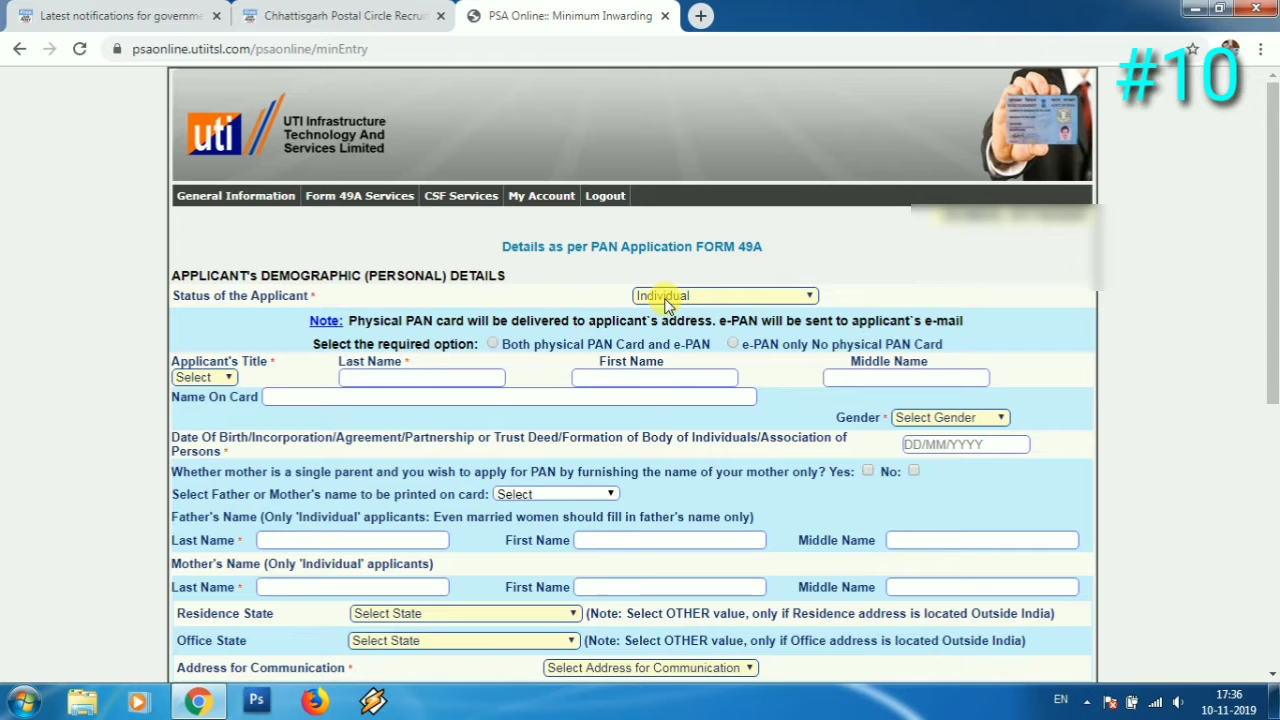 Latest notifications for governme
Chhattisgarh Postal Circle Recruit
PSA Online:: Minimum Inwarding
psaonline.utiitsl.com/psaonline/minEntry
#10
uti
UTI Infrastructure
Technology And
Services Limited
General Information Form 49A Services CSF Services My Account Logout
Details as per PAN Application FORM 49A
APPLICANT's DEMOGRAPHIC (PERSONAL) DETAILS
Status of the Applicant * Individual
Note: Physical PAN card will be delivered to applicant`s address. e-PAN will be sent to applicant`s e-mail
Select the required option: Both physical PAN Card and e-PAN e-PAN only No physical PAN Card
Applicant's Title * Last Name * First Name Middle Name
Select
Name On Card
Gender * Select Gender
Date Of Birth/Incorporation/Agreement/Partnership or Trust Deed/Formation of Body of Individuals/Association of
Persons * DD/MM/YYYY
Whether mother is a single parent and you wish to apply for PAN by furnishing the name of your mother only? Yes: No:
Select Father or Mother's name to be printed on card: Select
Father's Name (Only 'Individual' applicants: Even married women should fill in father's name only)
Last Name * First Name Middle Name
Mother's Name (Only 'Individual' applicants)
Last Name * First Name Middle Name
Residence State Select State (Note: Select OTHER value, only if Residence address is located Outside India)
Office State Select State (Note: Select OTHER value, only if Office address is located Outside India)
Address for Communication * Select Address for Communication
Ps
EN
17:36
10-11-2019